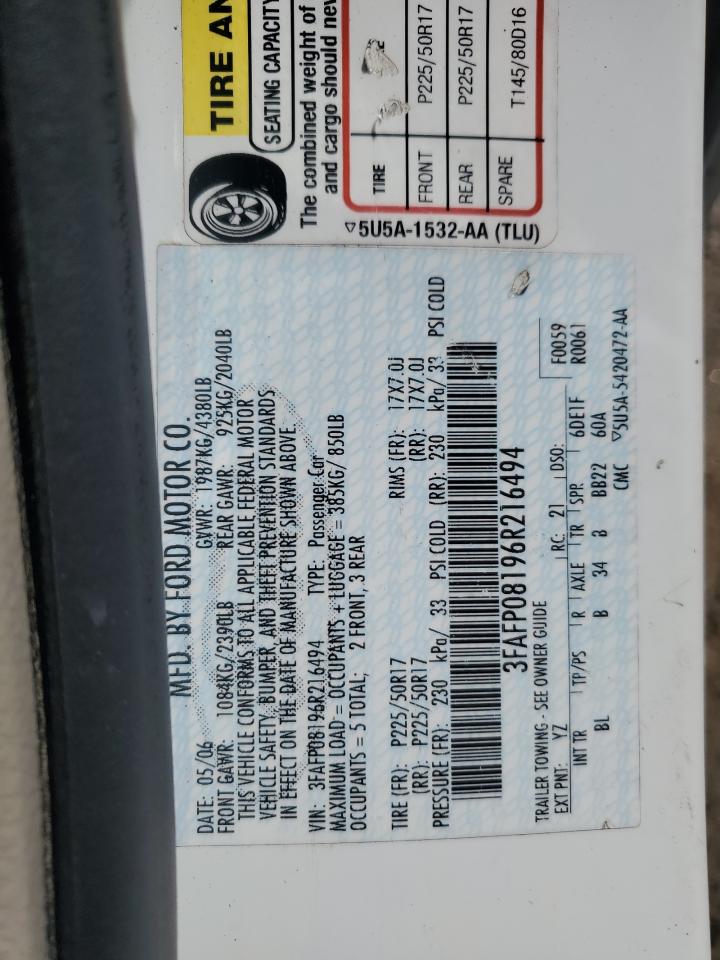 MFD. BY FORD MOTOR CO.
DATE: 05/06 GVWR: 1987KG/4380LB
FRONT GAWR: 1084KG/2390LB REAR GAWR: 925KG/2040LB
THIS VEHICLE CONFORMS TO ALL APPLICABLE FEDERAL MOTOR
VEHICLE SAFETY, BUMPER, AND THEFT PREVENTION STANDARDS
IN EFFECT ON THE DATE OF MANUFACTURE SHOWN ABOVE.
VIN: 3FAFP08196R216494 TYPE: Passenger Car
MAXIMUM LOAD = OCCUPANTS + LUGGAGE = 385KG/ 850LB
OCCUPANTS = 5 TOTAL; 2 FRONT, 3 REAR
TIRE (FR): P225/50R17 RIMS (FR): 17X7.0J
(RR): P225/50R17 (RR): 17X7.0J
PRESSURE (FR): 230 kPa/ 33 PSI COLD (RR): 230 kPa/ 33 PSI COLD
3FAFP08196R216494
TRAILER TOWING - SEE OWNER GUIDE
EXT PNT: YZ RC: 21 DSO: F0059
R0061
INT TR TP/PS R AXLE TR SPR 6DE1F
BL B 34 B BB22 60A
CMC ▽5U5A-5420472-AA
TIRE AN
SEATING CAPACITY
The combined weight of
and cargo should nev
TIRE
FRONT P225/50R17
REAR P225/50R17
SPARE T145/80D16
▽5U5A-1532-AA (TLU)